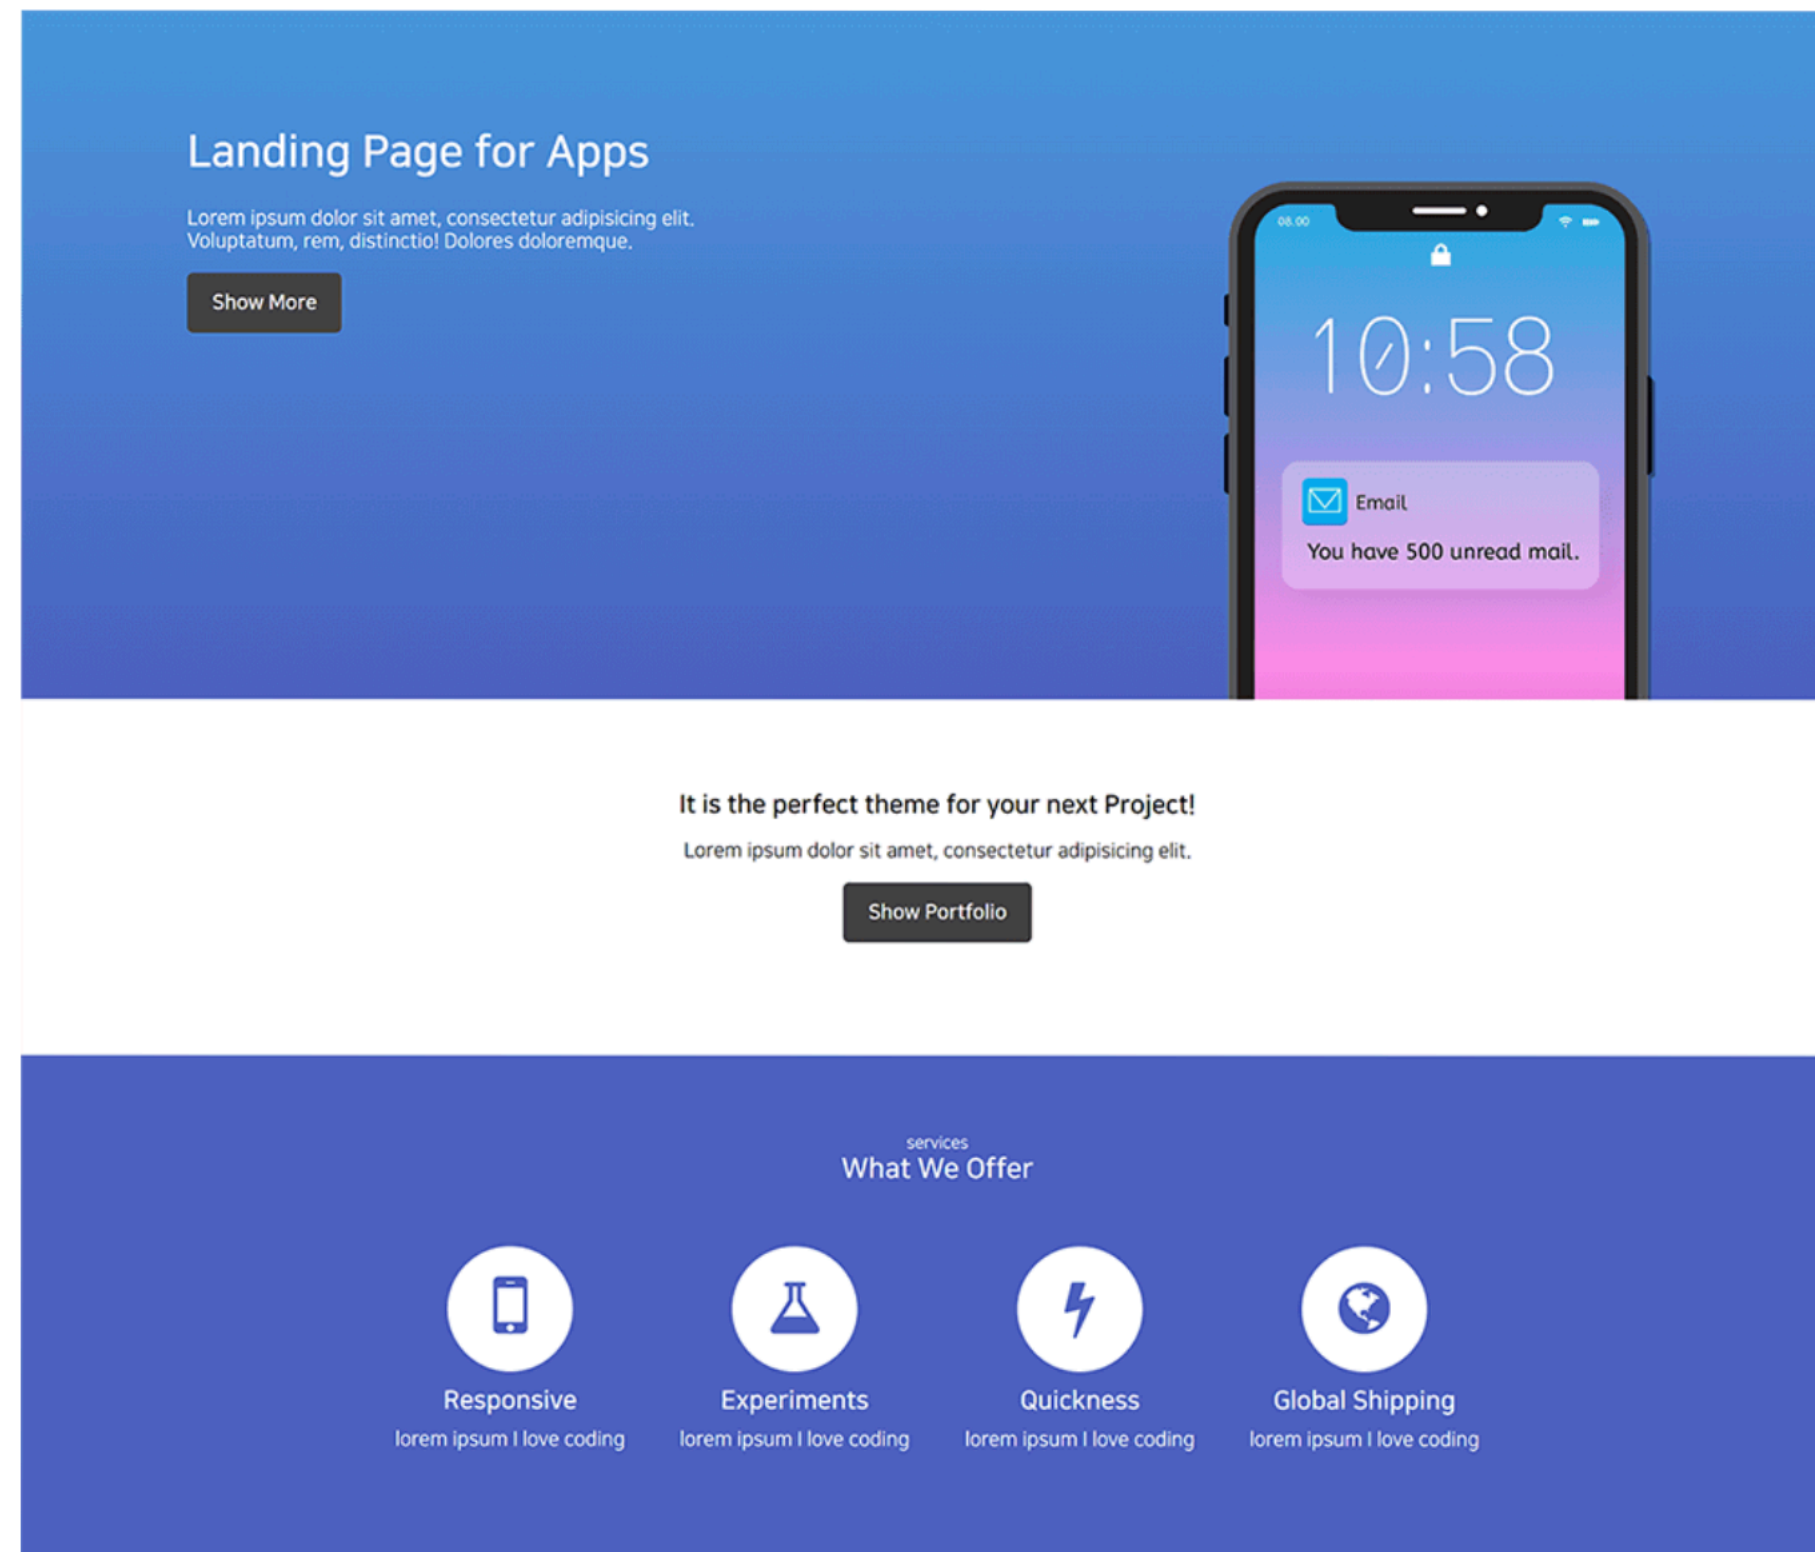 Landing Page for Apps
Lorem ipsum dolor sit amet, consectetur adipisicing elit.
Voluptatum, rem, distinctio! Dolores doloremque.
Show More
08.00
10:58
Email
You have 500 unread mail.
It is the perfect theme for your next Project!
Lorem ipsum dolor sit amet, consectetur adipisicing elit.
Show Portfolio
services
What We Offer
Responsive
lorem ipsum I love coding
Experiments
lorem ipsum I love coding
Quickness
lorem ipsum I love coding
Global Shipping
lorem ipsum I love coding